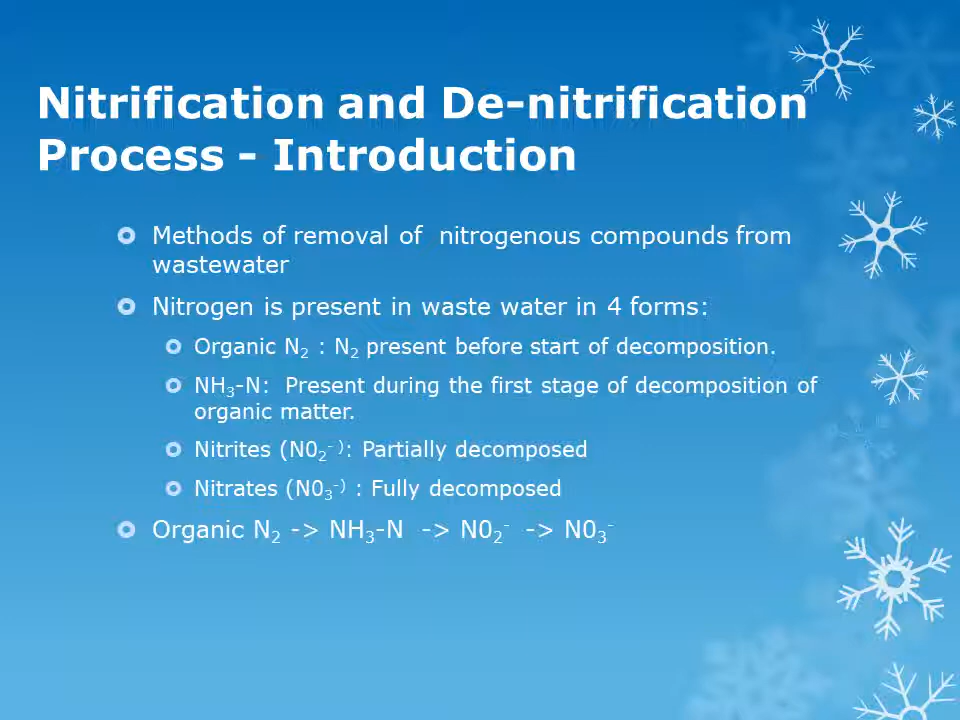 Nitrification and De-nitrification
Process - Introduction
Methods of removal of nitrogenous compounds from
wastewater
Nitrogen is present in waste water in 4 forms:
Organic N₂ : N₂ present before start of decomposition.
NH₃-N: Present during the first stage of decomposition of
organic matter.
Nitrites (N0₂⁻ ⁾: Partially decomposed
Nitrates (N0₃⁻⁾ : Fully decomposed
Organic N₂ -> NH₃-N -> N0₂⁻ -> N0₃⁻